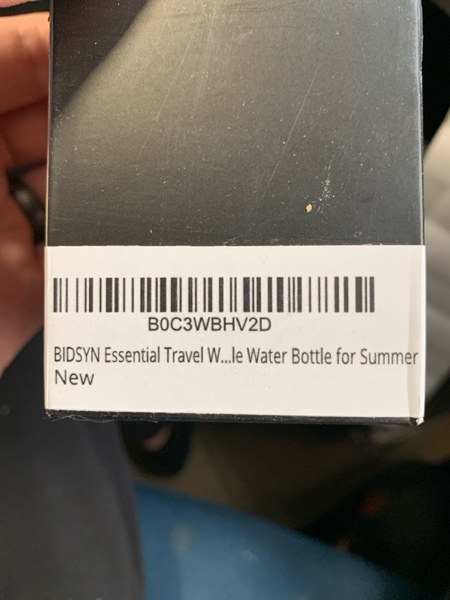 B0C3WBHV2D
BIDSYN Essential Travel W...le Water Bottle for Summer
New